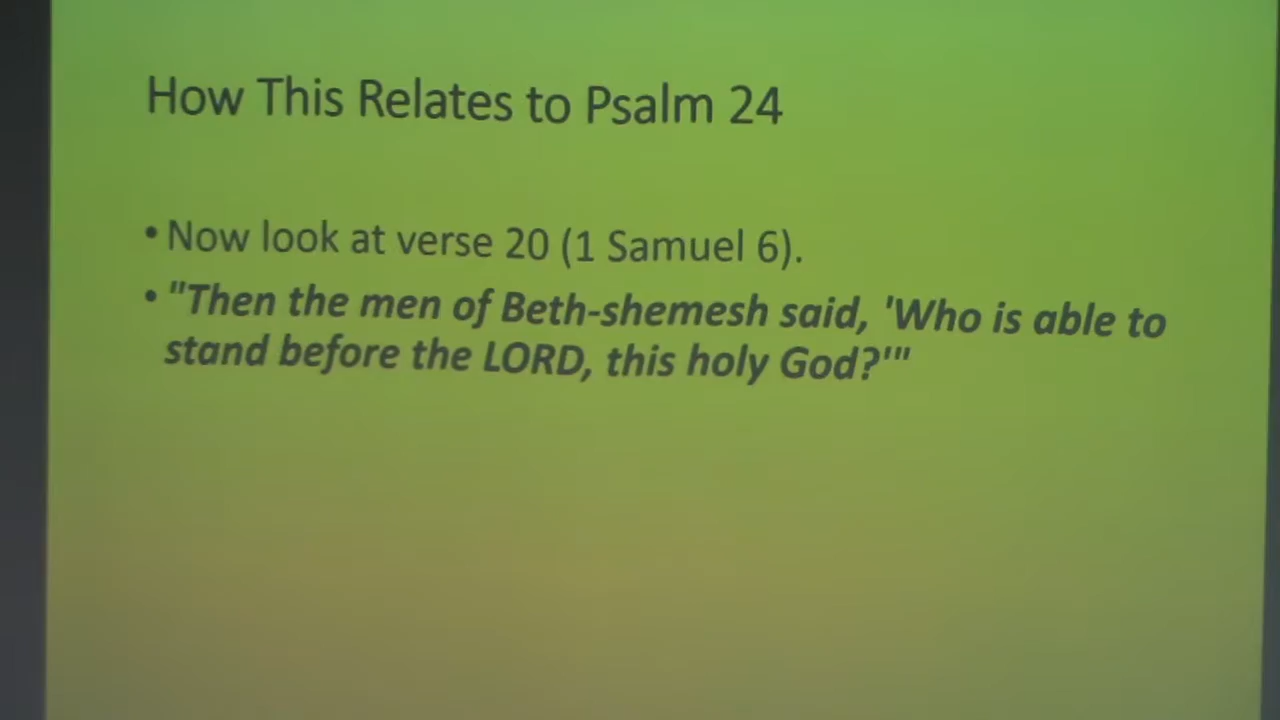 How This Relates to Psalm 24
• Now look at verse 20 (1 Samuel 6).
• "Then the men of Beth-shemesh said, 'Who is able to
stand before the LORD, this holy God?'"